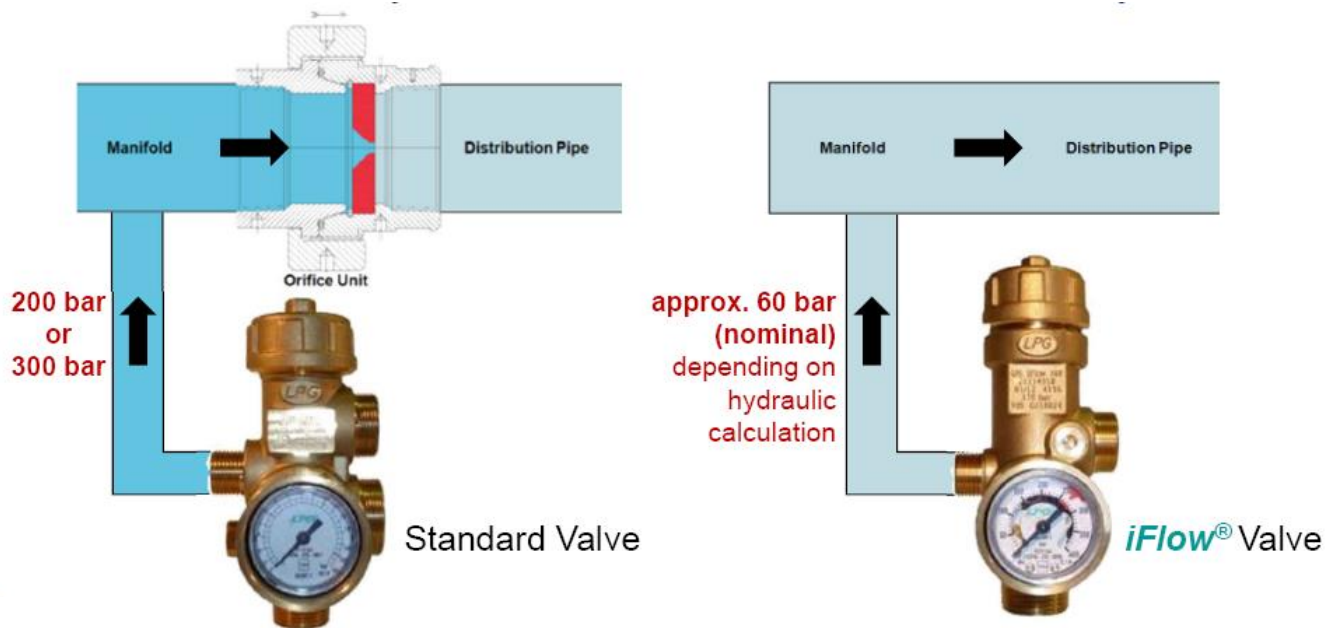 Manifold
Distribution Pipe
Orifice Unit
200 bar
or
300 bar
LPG
Standard Valve
Manifold
Distribution Pipe
approx. 60 bar
(nominal)
depending on
hydraulic
calculation
LPG
iFlow® Valve